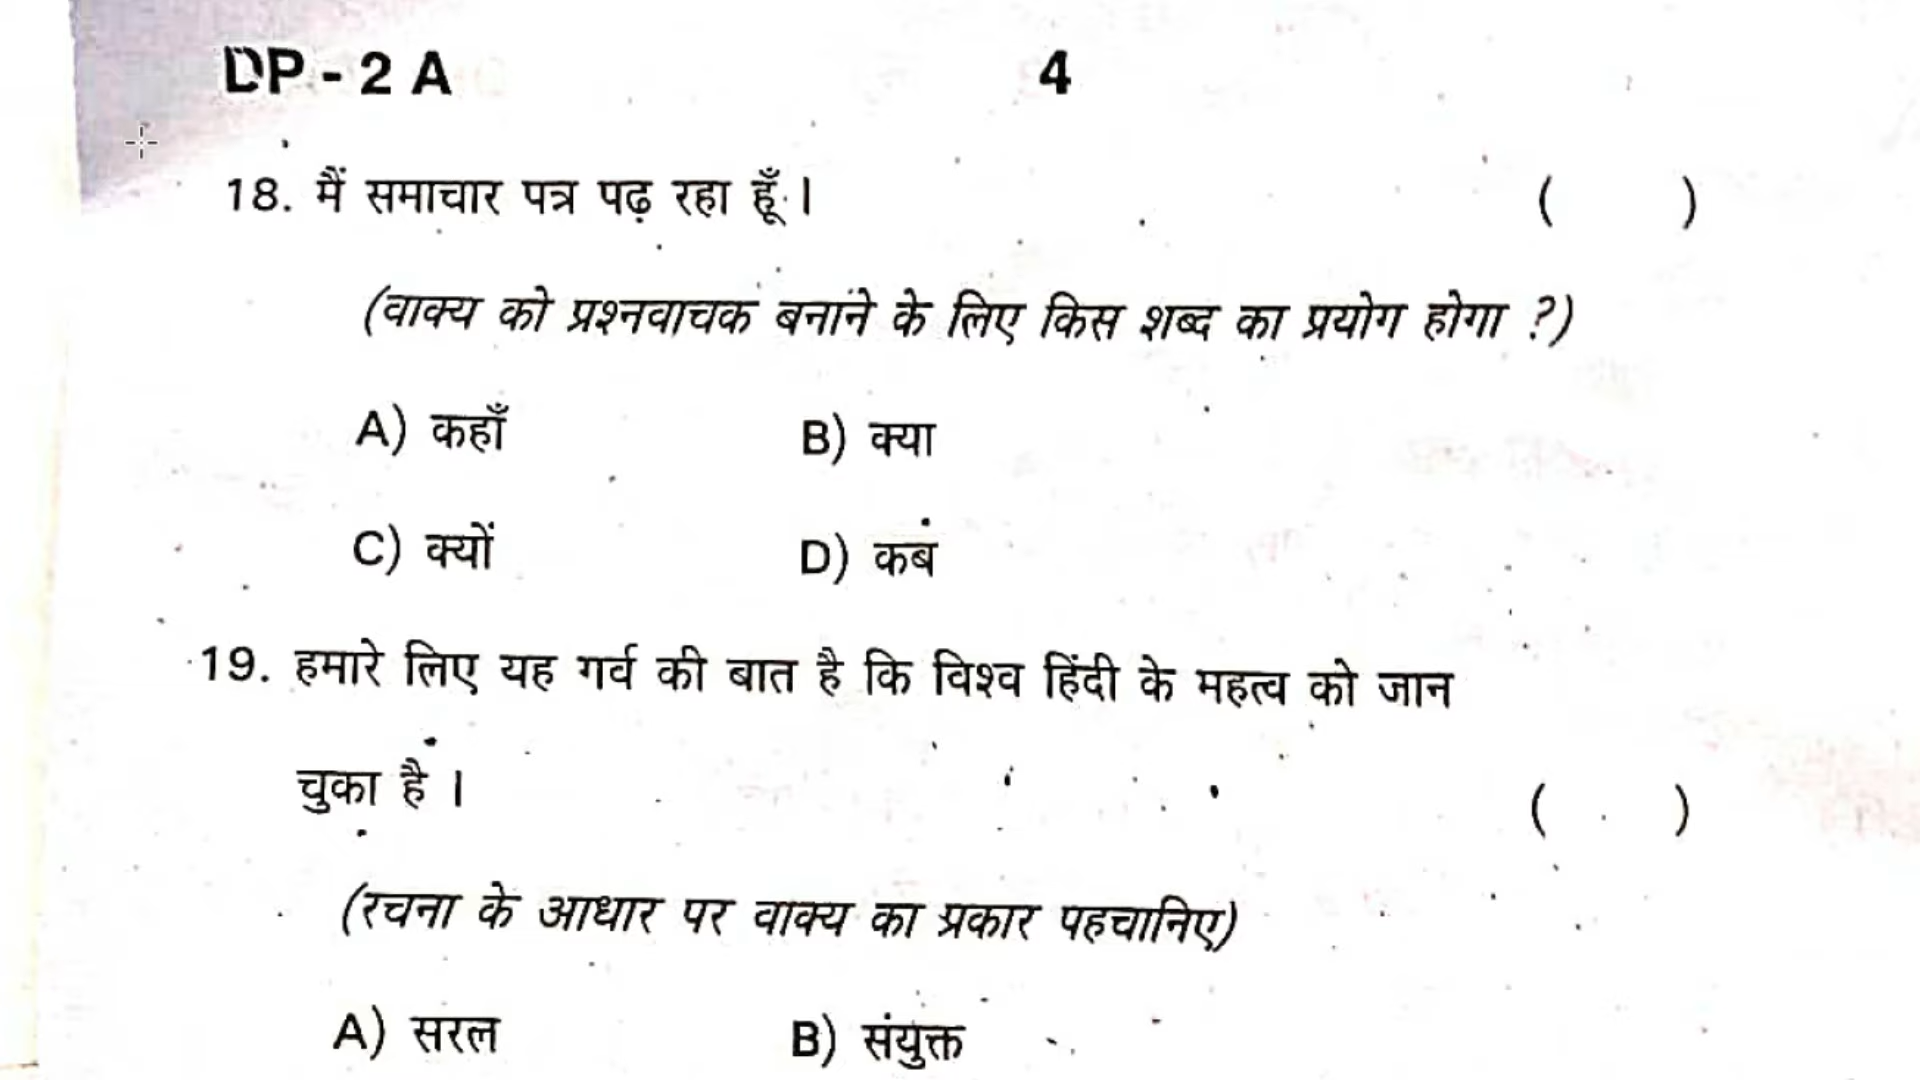 DP - 2 A 4
18. मैं समाचार पत्र पढ़ रहा हूँ । ( )
(वाक्य को प्रश्नवाचक बनाने के लिए किस शब्द का प्रयोग होगा ?)
A) कहाँ B) क्या
C) क्यों D) कब
19. हमारे लिए यह गर्व की बात है कि विश्व हिंदी के महत्व को जान
चुका है । ( )
(रचना के आधार पर वाक्य का प्रकार पहचानिए)
A) सरल B) संयुक्त